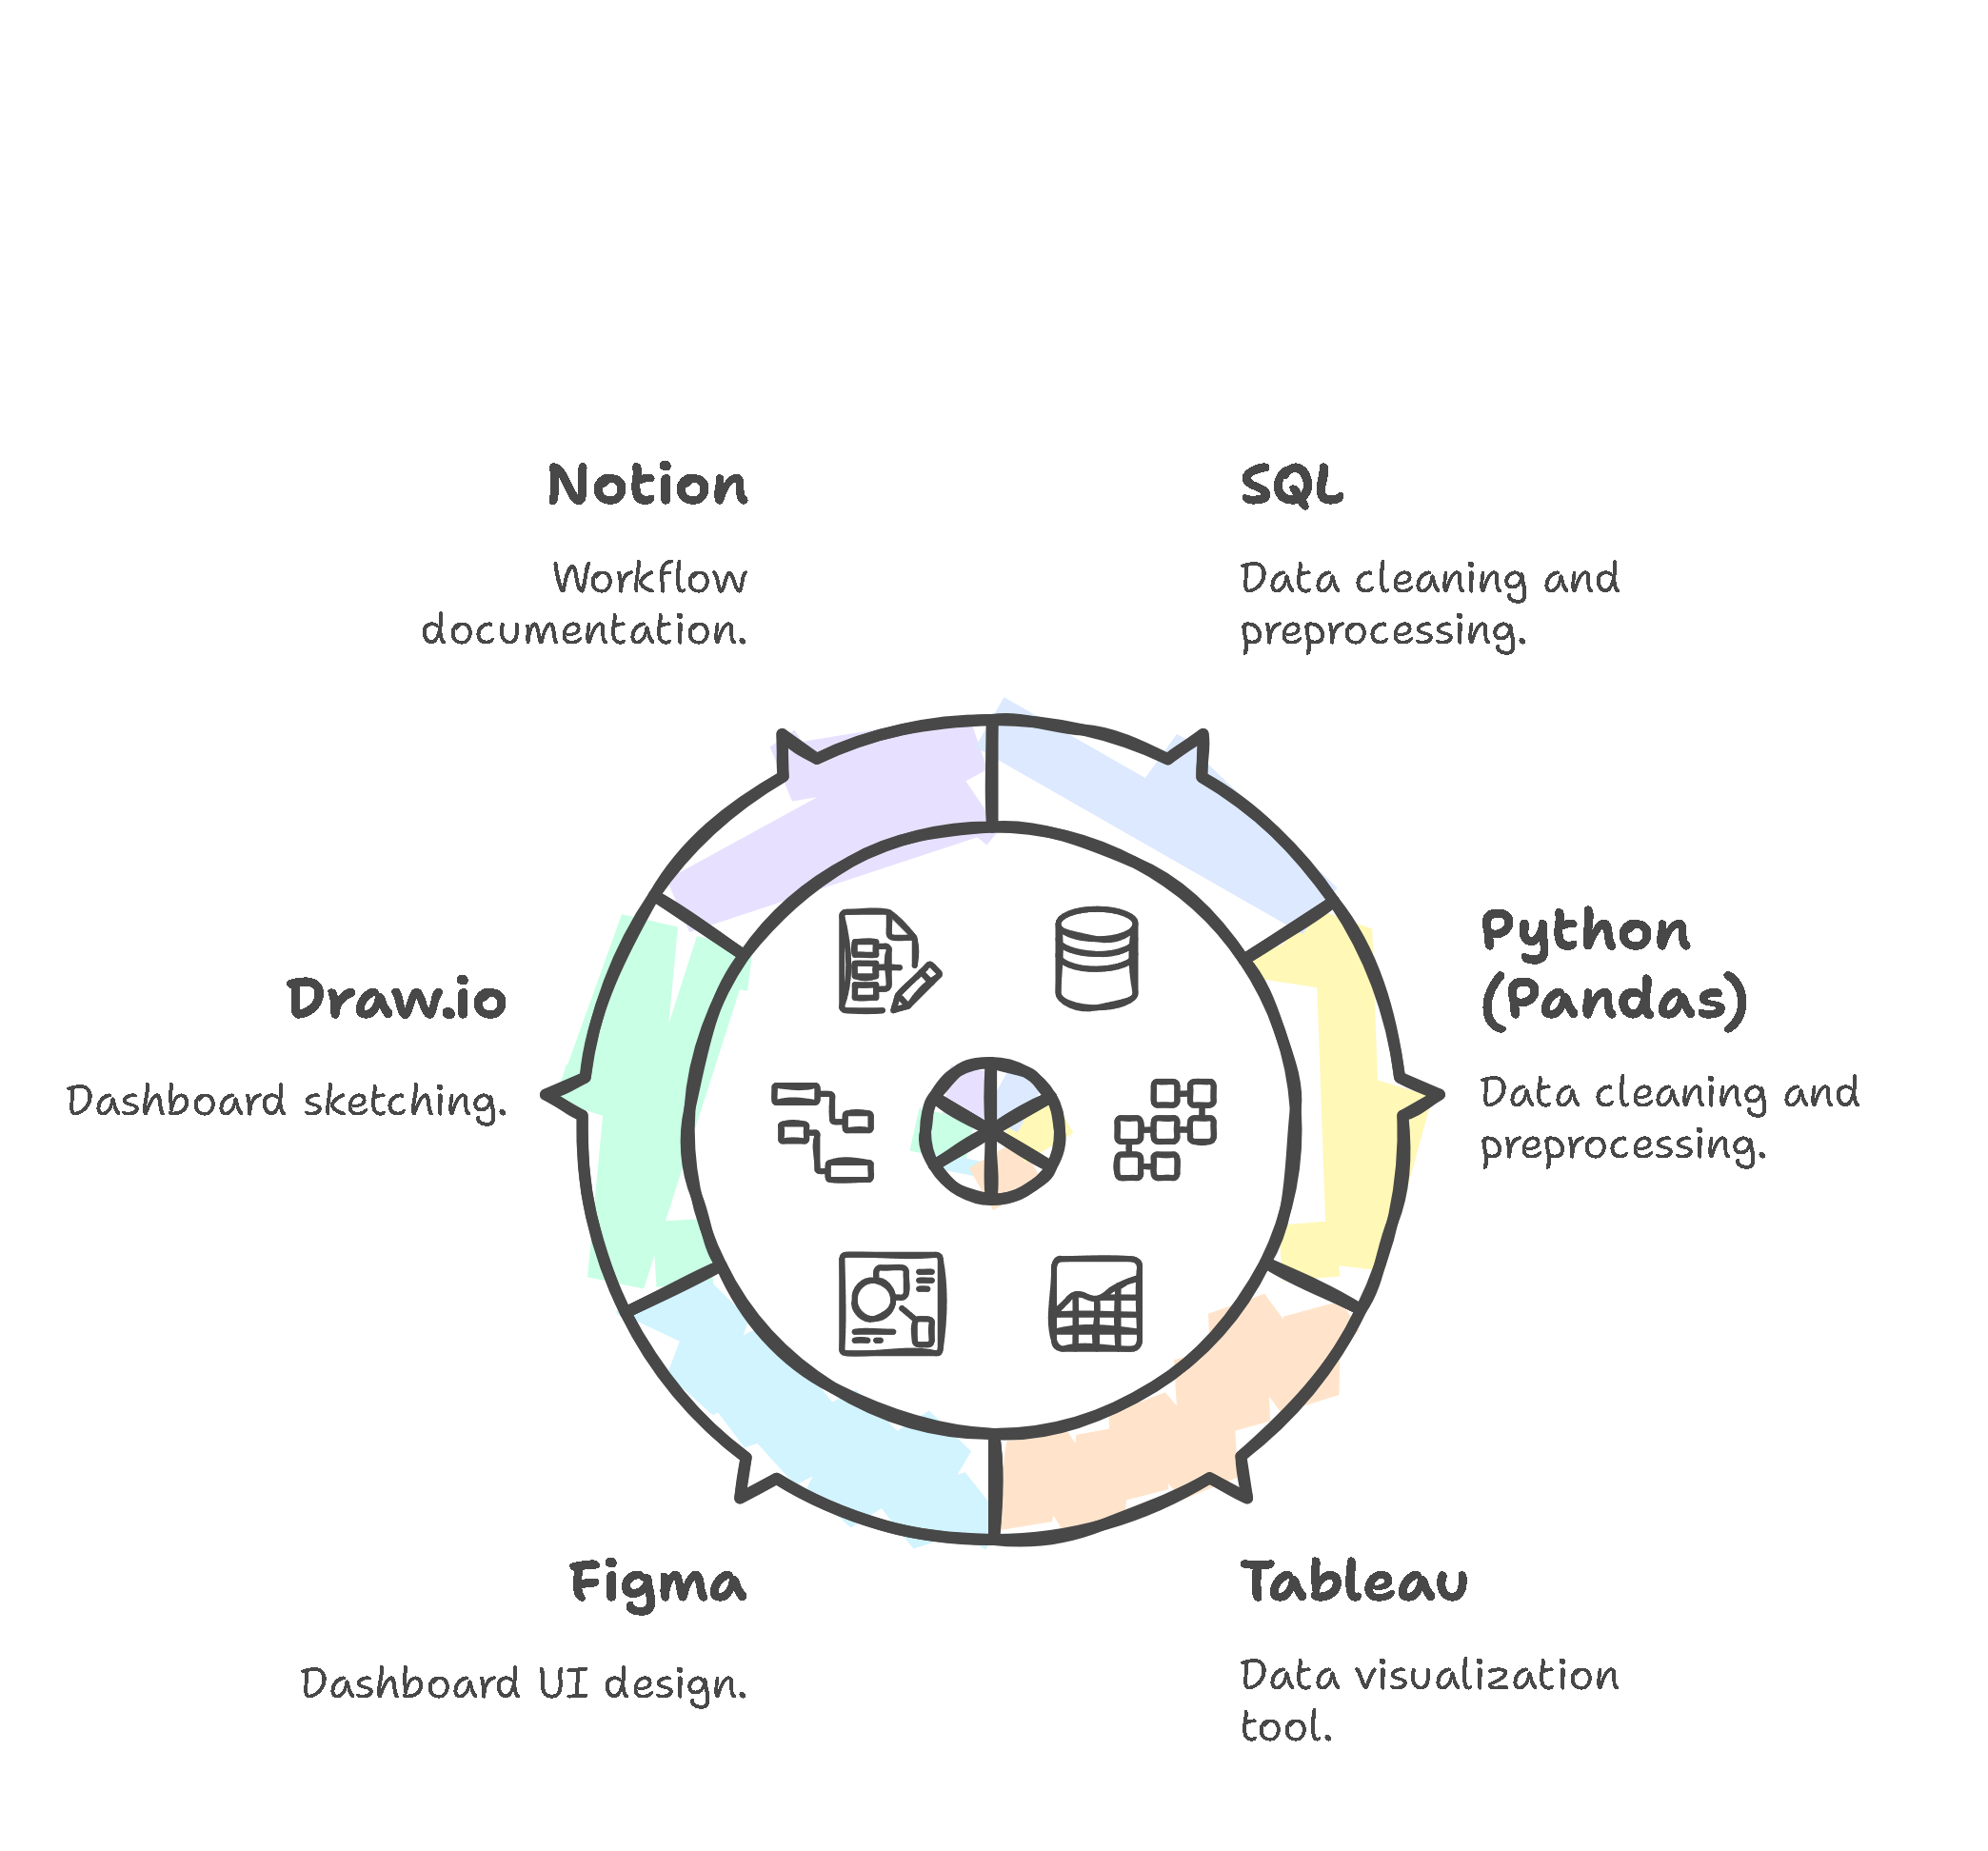 Notion
Workflow
documentation.
SQL
Data cleaning and
preprocessing.
Draw.io
Dashboard sketching.
Python
(Pandas)
Data cleaning and
preprocessing.
Figma
Dashboard UI design.
Tableau
Data visualization
tool.